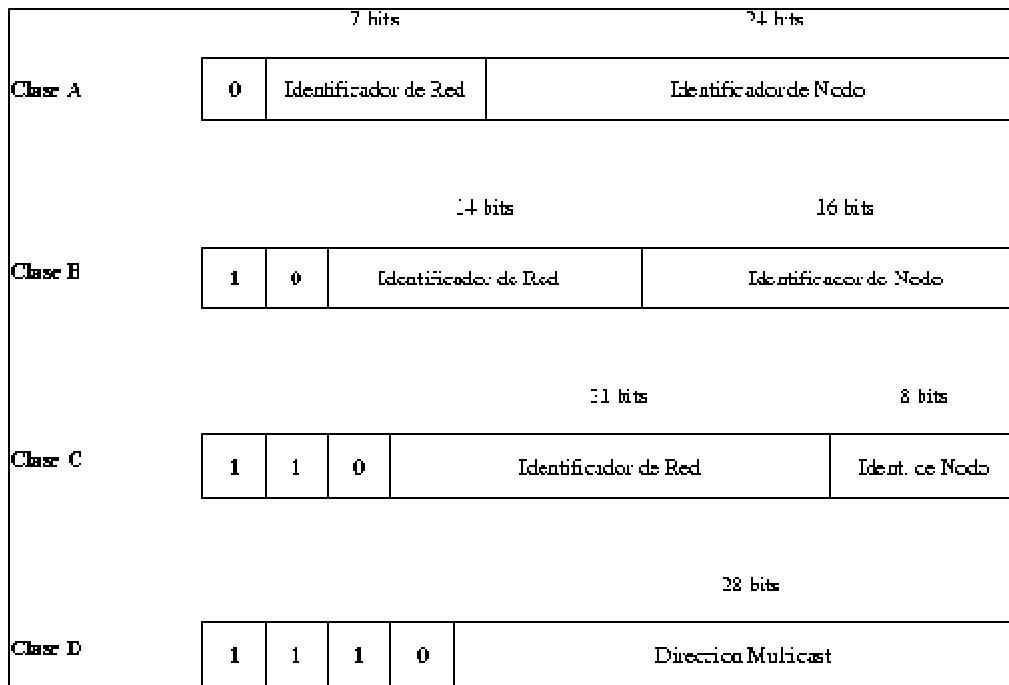 7 bits 24 bits
Clase A 0 Identificador de Red Identificador de Nodo
14 bits 16 bits
Clase B 1 0 Identificador de Red Identificador de Nodo
21 bits 8 bits
Clase C 1 1 0 Identificador de Red Ident. de Nodo
28 bits
Clase D 1 1 1 0 Direccion Multicast